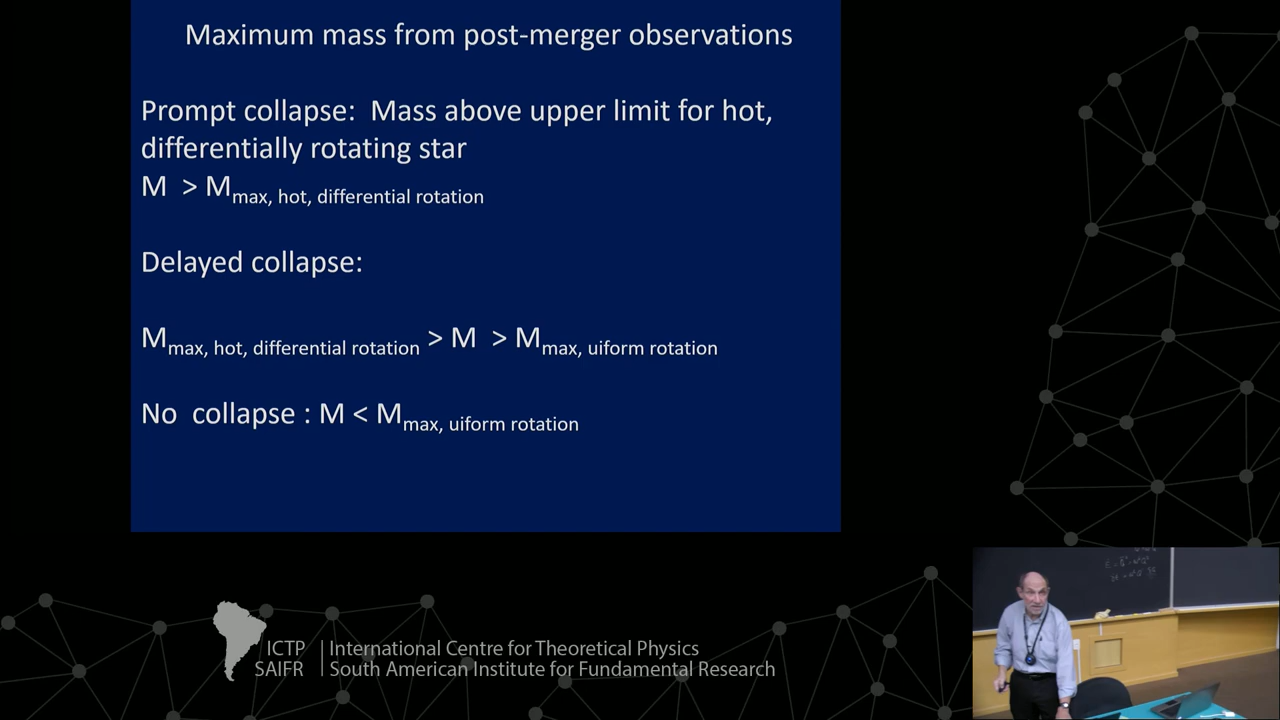 Maximum mass from post-merger observations
Prompt collapse: Mass above upper limit for hot,
differentially rotating star
M > Mmax, hot, differential rotation
Delayed collapse:
Mmax, hot, differential rotation > M > Mmax, uiform rotation
No collapse : M < Mmax, uiform rotation
ICTP
SAIFR
International Centre for Theoretical Physics
South American Institute for Fundamental Research